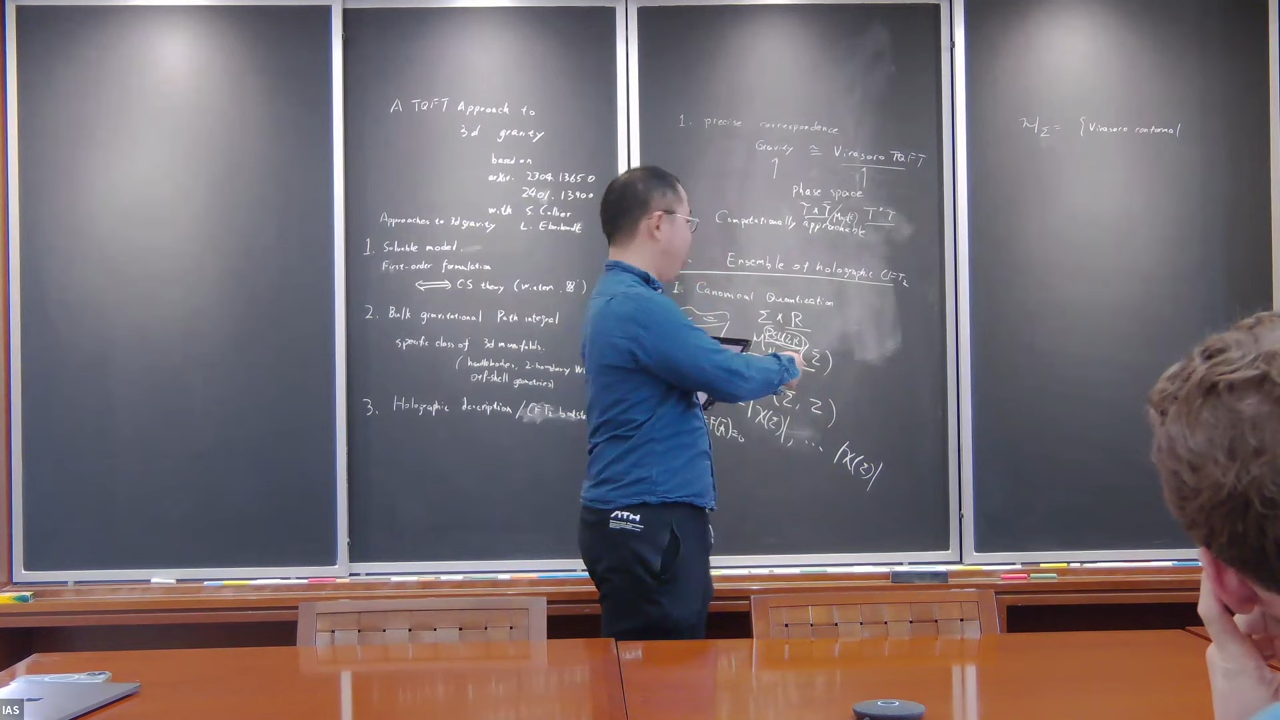 A TQFT Approach to
3d gravity
based on
arXiv. 2304.13650
2401.13900
with S. Collier
L. Eberhardt
Approaches to 3d gravity
1. Soluble model.
First-order formulation
⟺ CS theory (Witten, 88')
2. Bulk gravitational Path integral
specific class of 3d manifolds.
(handlebodies, 2-boundary
off-shell geometries)
3. Holographic description / CFT2
1. precise correspondence
Gravity ≅ Virasoro TQFT
phase space
Computationally
approachable
Ensemble of holographic CFT2
1. Canonical Quantization
Σ × R
|χ(Σ)|, ... |χ(Σ)|
H_Σ = {Virasoro conformal
ATH
IAS